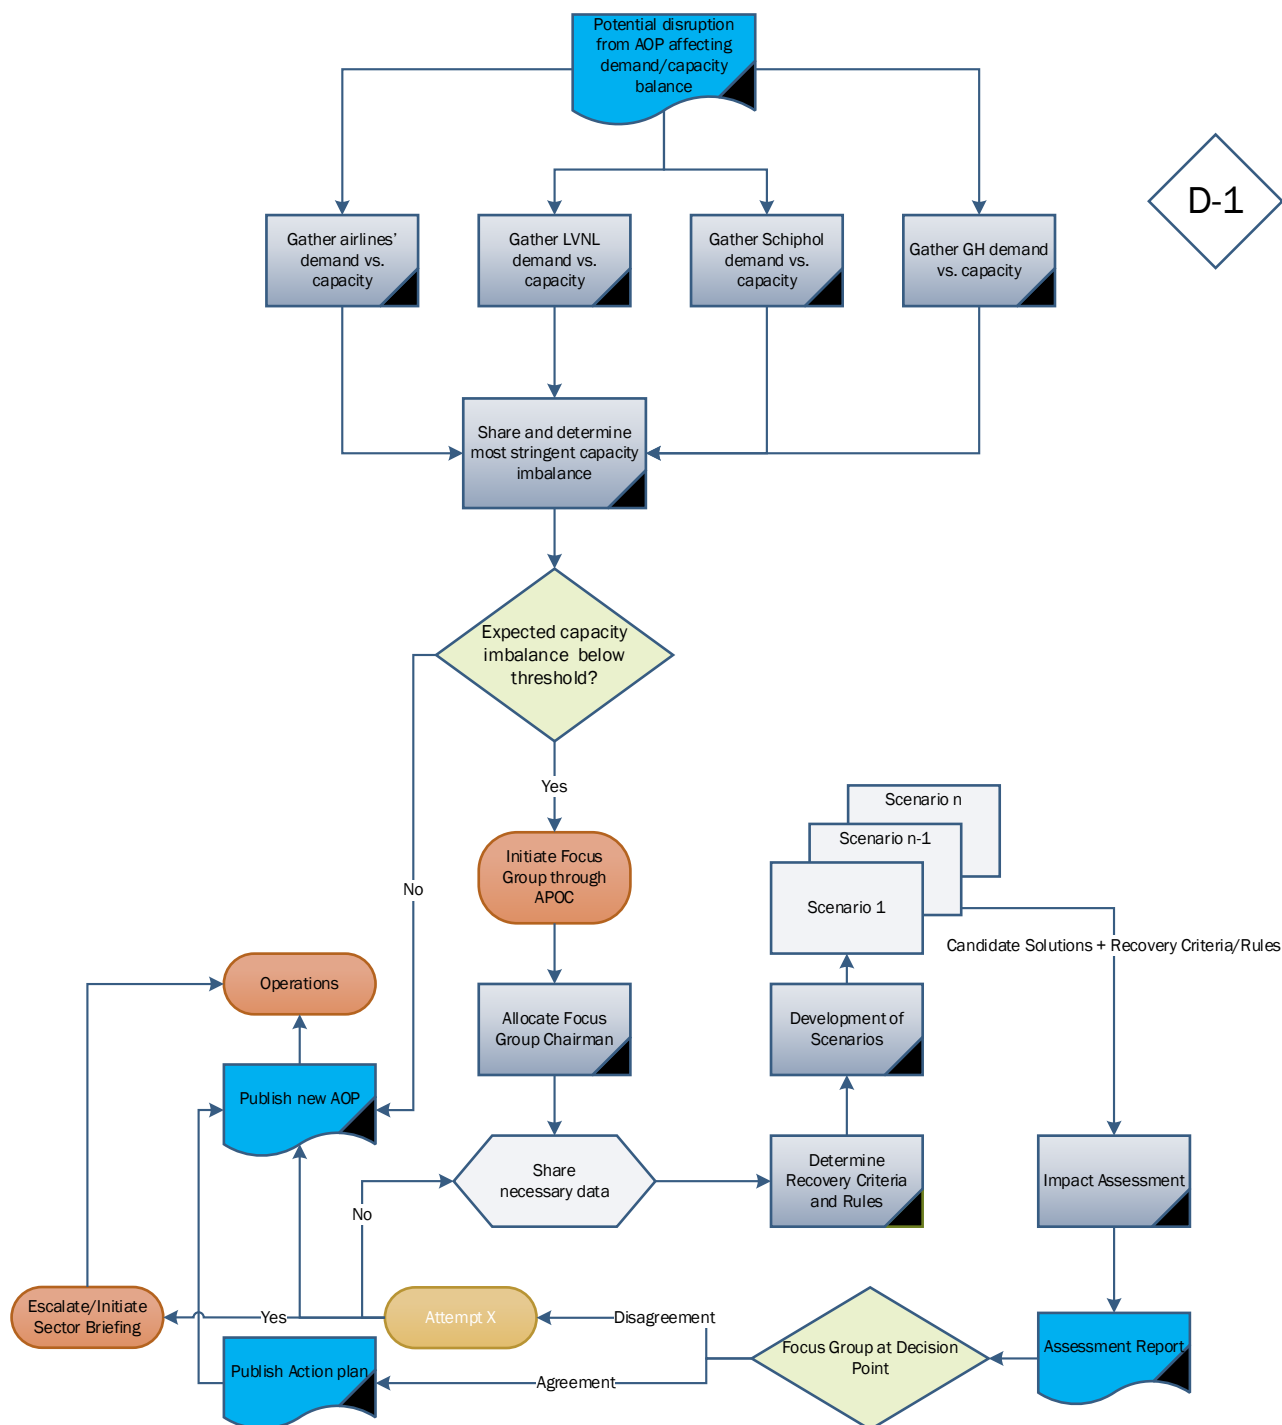 Potential disruption
from AOP affecting
demand/capacity
balance
D-1
Gather airlines'
demand vs.
capacity
Gather LVNL
demand vs.
capacity
Gather Schiphol
demand vs.
capacity
Gather GH demand
vs. capacity
Share and determine
most stringent capacity
imbalance
Expected capacity
imbalance below
threshold?
Yes
No
Initiate Focus
Group through
APOC
Scenario n
Scenario n-1
Scenario 1
Candidate Solutions + Recovery Criteria/Rules
Operations
Allocate Focus
Group Chairman
Development of
Scenarios
Publish new AOP
Share
necessary data
Determine
Recovery Criteria
and Rules
Impact Assessment
No
Escalate/Initiate
Sector Briefing
Yes
Attempt X
Disagreement
Focus Group at Decision
Point
Assessment Report
Publish Action plan
Agreement